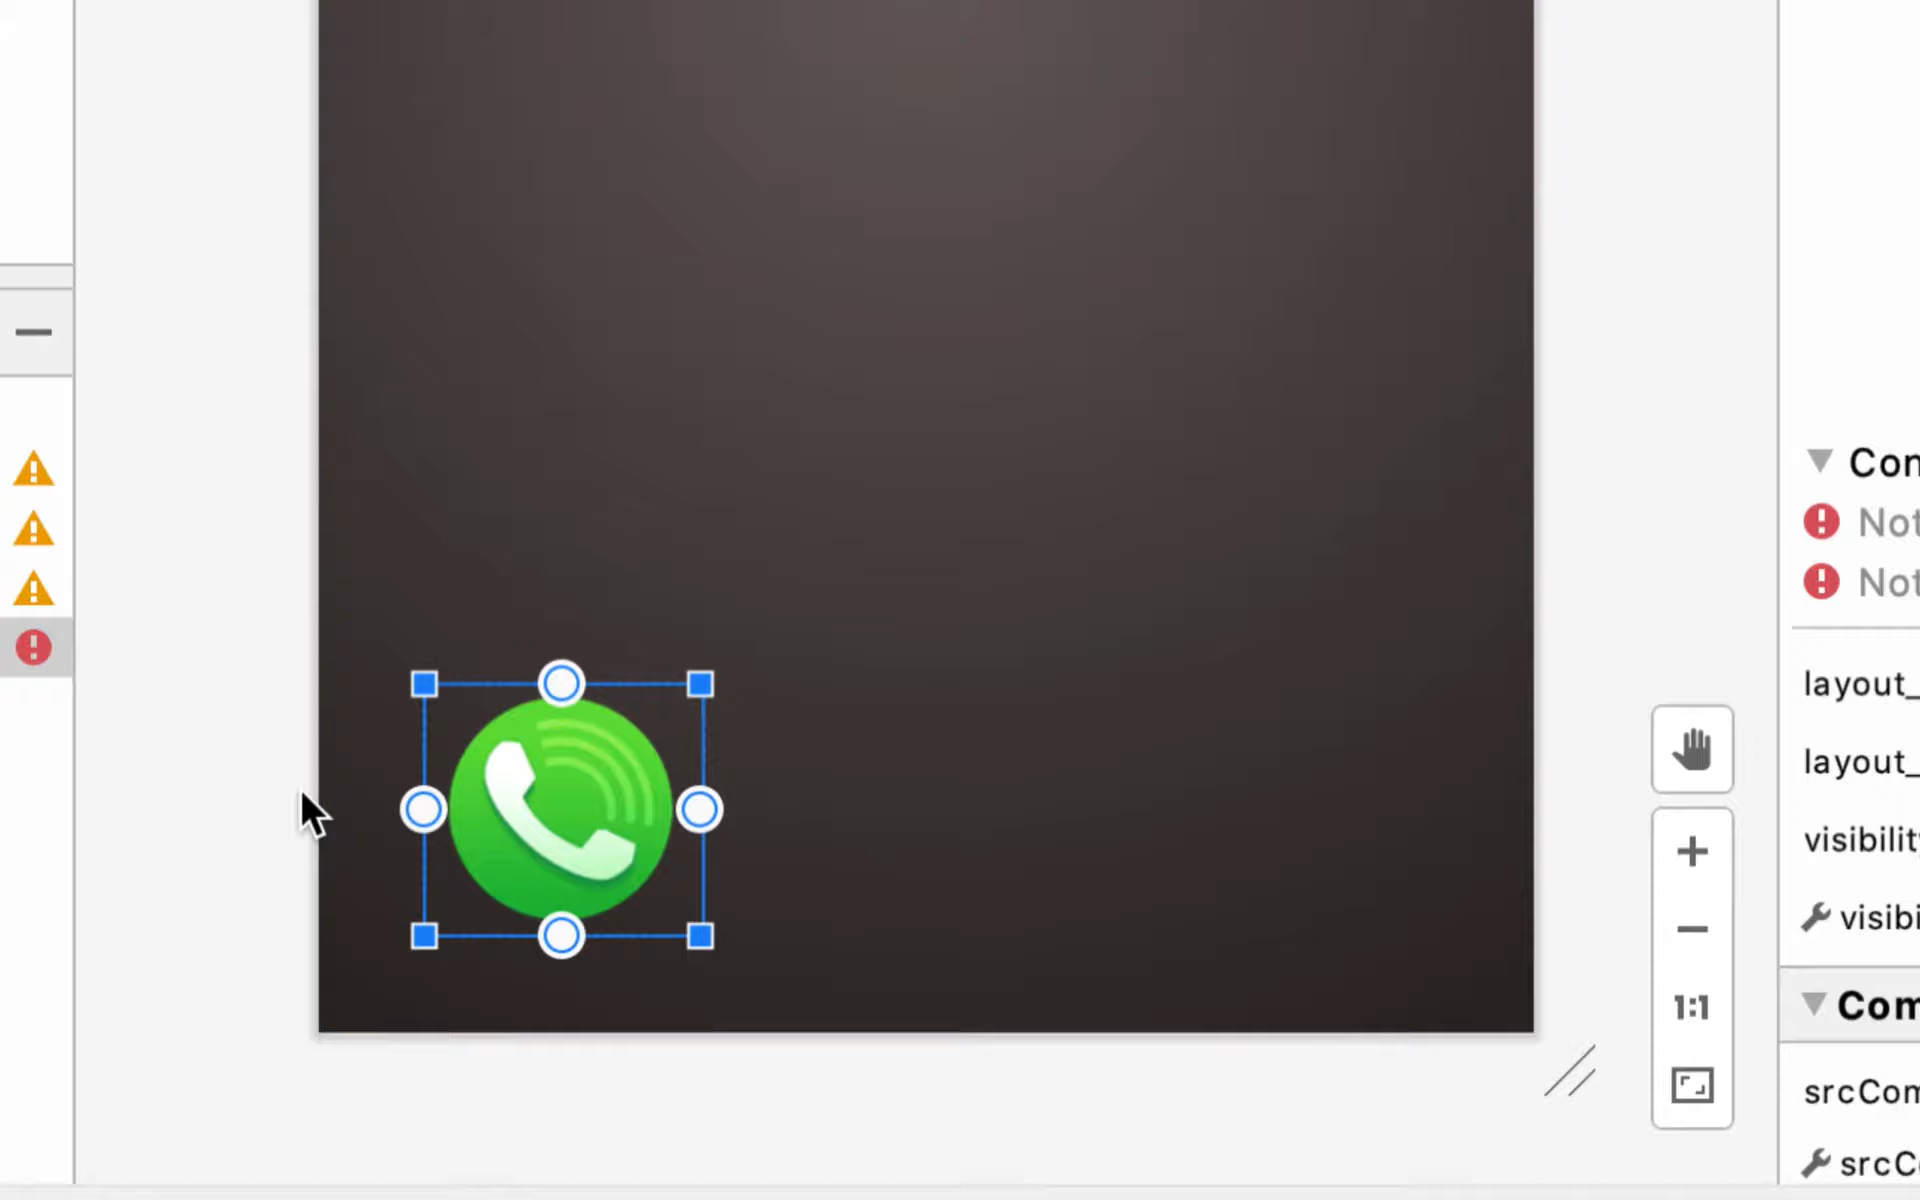 Con
Not
Not
layout_
layout_
visibilit
visibi
1:1
Com
srcCom
srcC